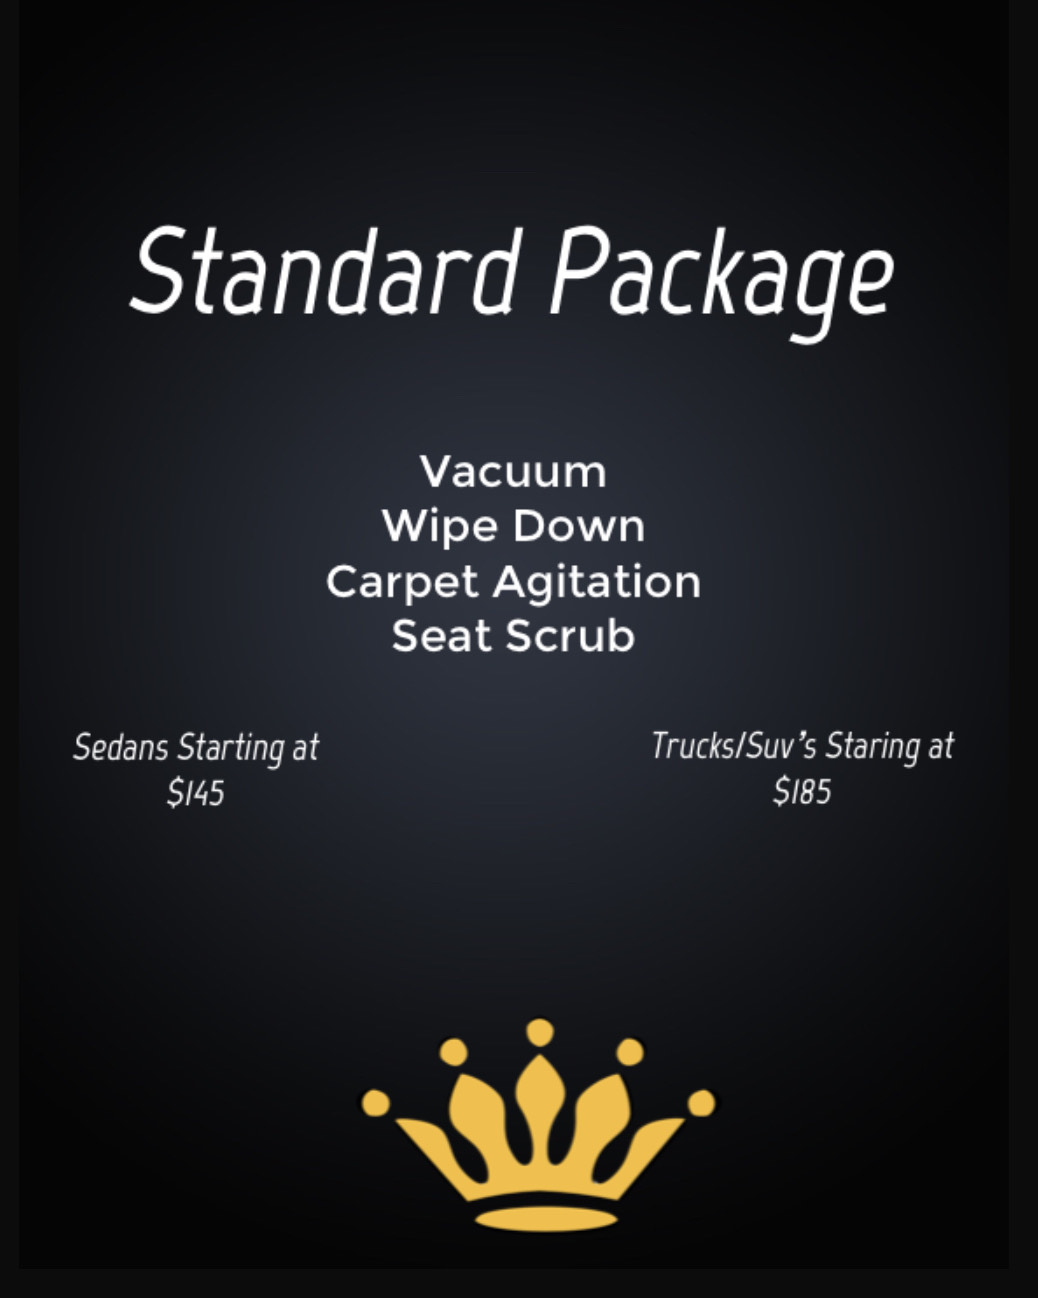 Standard Package
Vacuum
Wipe Down
Carpet Agitation
Seat Scrub
Sedans Starting at
$145
Trucks/Suv's Staring at
$185